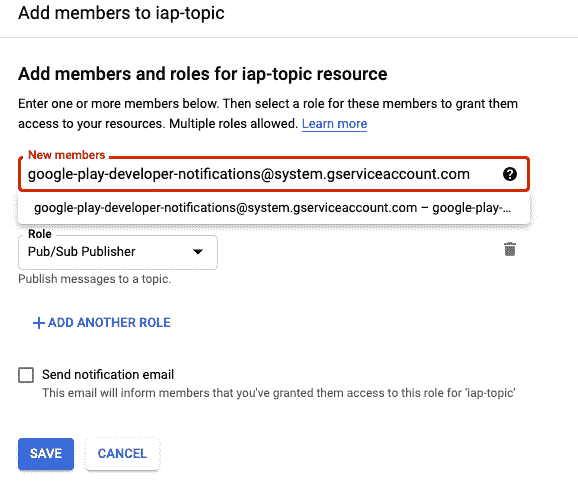 Add members to iap-topic
Add members and roles for iap-topic resource
Enter one or more members below. Then select a role for these members to grant them
access to your resources. Multiple roles allowed. Learn more
New members
google-play-developer-notifications@system.gserviceaccount.com
google-play-developer-notifications@system.gserviceaccount.com – google-play-...
Role
Pub/Sub Publisher
Publish messages to a topic.
ADD ANOTHER ROLE
Send notification email
This email will inform members that you've granted them access to this role for 'iap-topic'
SAVE CANCEL